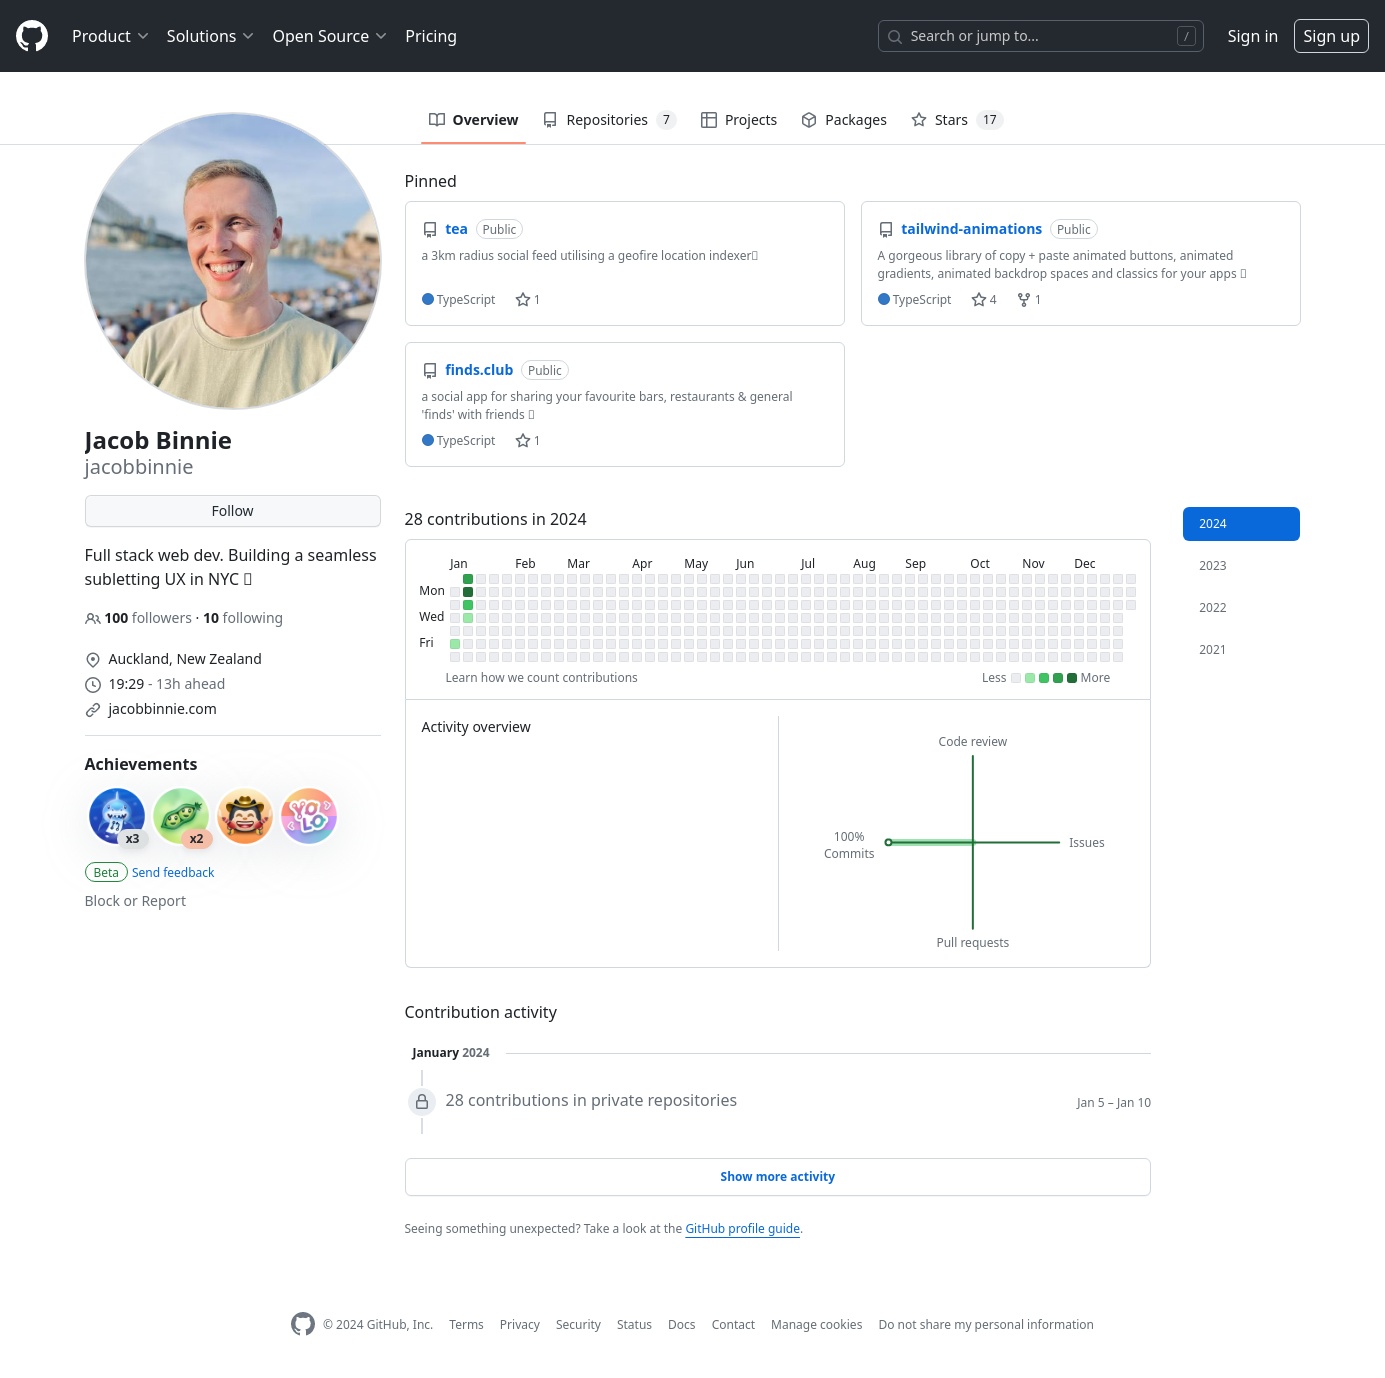 Product
Solutions
Open Source
Pricing
Search or jump to...
/
Sign in
Sign up
Overview
Repositories 7
Projects
Packages
Stars 17
Jacob Binnie
jacobbinnie
Follow
Full stack web dev. Building a seamless
subletting UX in NYC
100 followers · 10 following
Auckland, New Zealand
19:29 - 13h ahead
jacobbinnie.com
Achievements
x3
x2
YOLO
Beta Send feedback
Block or Report
Pinned
tea Public
a 3km radius social feed utilising a geofire location indexer
TypeScript 1
tailwind-animations Public
A gorgeous library of copy + paste animated buttons, animated
gradients, animated backdrop spaces and classics for your apps
TypeScript 4 1
finds.club Public
a social app for sharing your favourite bars, restaurants & general
'finds' with friends
TypeScript 1
28 contributions in 2024
2024
2023
2022
2021
Jan Feb Mar Apr May Jun Jul Aug Sep Oct Nov Dec
Mon
Wed
Fri
Learn how we count contributions
Less More
Activity overview
Code review
100%
Commits
Issues
Pull requests
Contribution activity
January 2024
28 contributions in private repositories
Jan 5 – Jan 10
Show more activity
Seeing something unexpected? Take a look at the GitHub profile guide.
© 2024 GitHub, Inc. Terms Privacy Security Status Docs Contact Manage cookies Do not share my personal information